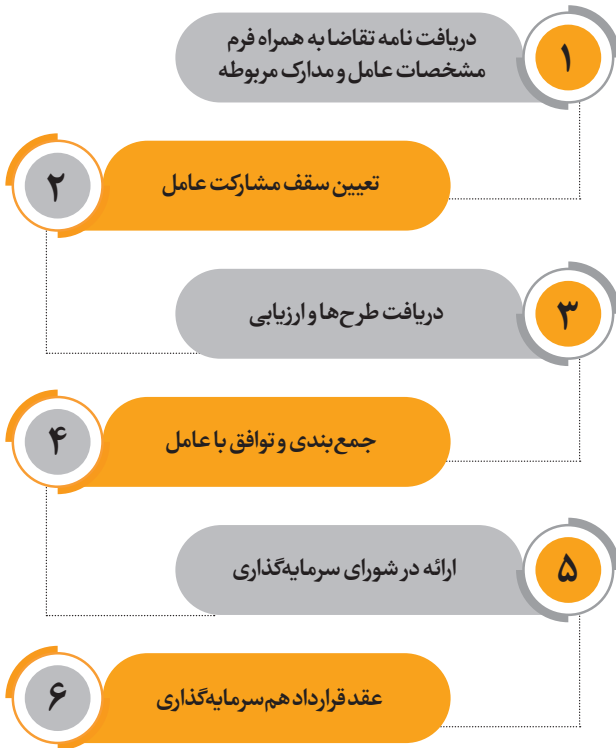 ۱
دریافت نامه تقاضا به همراه فرم
مشخصات عامل و مدارک مربوطه
۲
تعیین سقف مشارکت عامل
۳
دریافت طرح‌ها و ارزیابی
۴
جمع‌بندی و توافق با عامل
۵
ارائه در شورای سرمایه‌گذاری
۶
عقد قرارداد هم‌سرمایه‌گذاری